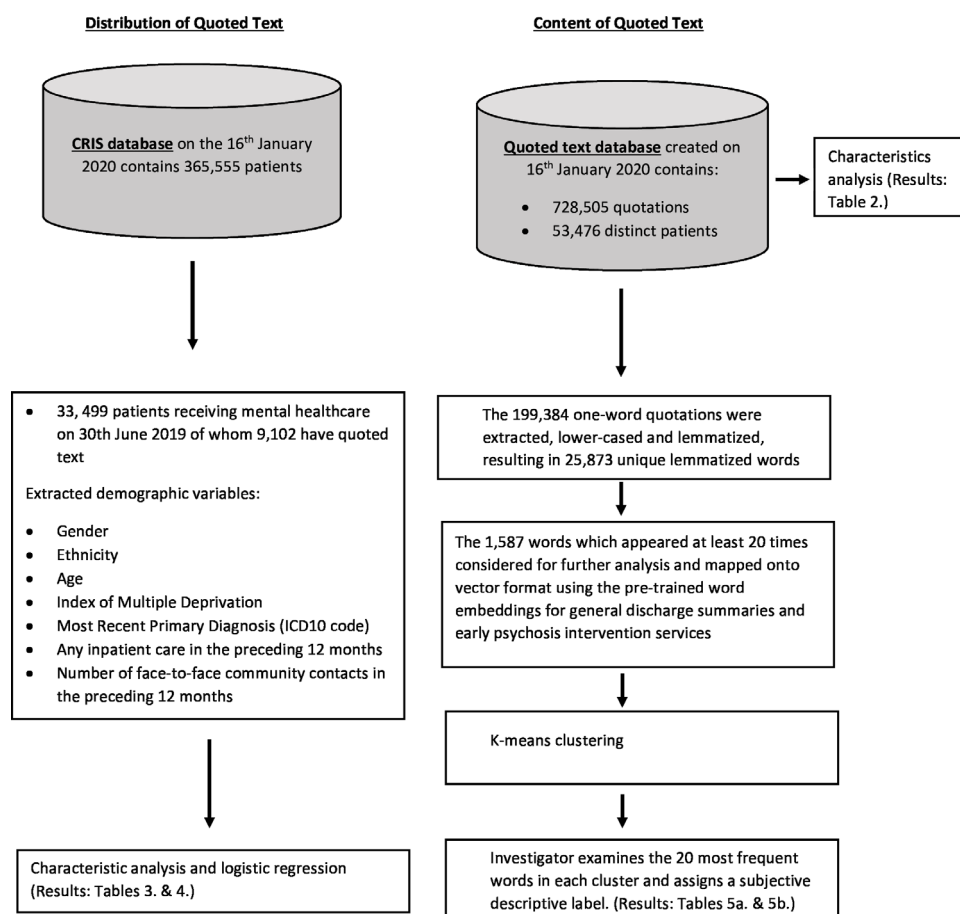 Distribution of Quoted Text
CRIS database on the 16th January
2020 contains 365,555 patients
• 33, 499 patients receiving mental healthcare
on 30th June 2019 of whom 9,102 have quoted
text
Extracted demographic variables:
• Gender
• Ethnicity
• Age
• Index of Multiple Deprivation
• Most Recent Primary Diagnosis (ICD10 code)
• Any inpatient care in the preceding 12 months
• Number of face-to-face community contacts in
the preceding 12 months
Characteristic analysis and logistic regression
(Results: Tables 3. & 4.)
Content of Quoted Text
Quoted text database created on
16th January 2020 contains:
• 728,505 quotations
• 53,476 distinct patients
Characteristics
analysis (Results:
Table 2.)
The 199,384 one-word quotations were
extracted, lower-cased and lemmatized,
resulting in 25,873 unique lemmatized words
The 1,587 words which appeared at least 20 times
considered for further analysis and mapped onto
vector format using the pre-trained word
embeddings for general discharge summaries and
early psychosis intervention services
K-means clustering
Investigator examines the 20 most frequent
words in each cluster and assigns a subjective
descriptive label. (Results: Tables 5a. & 5b.)